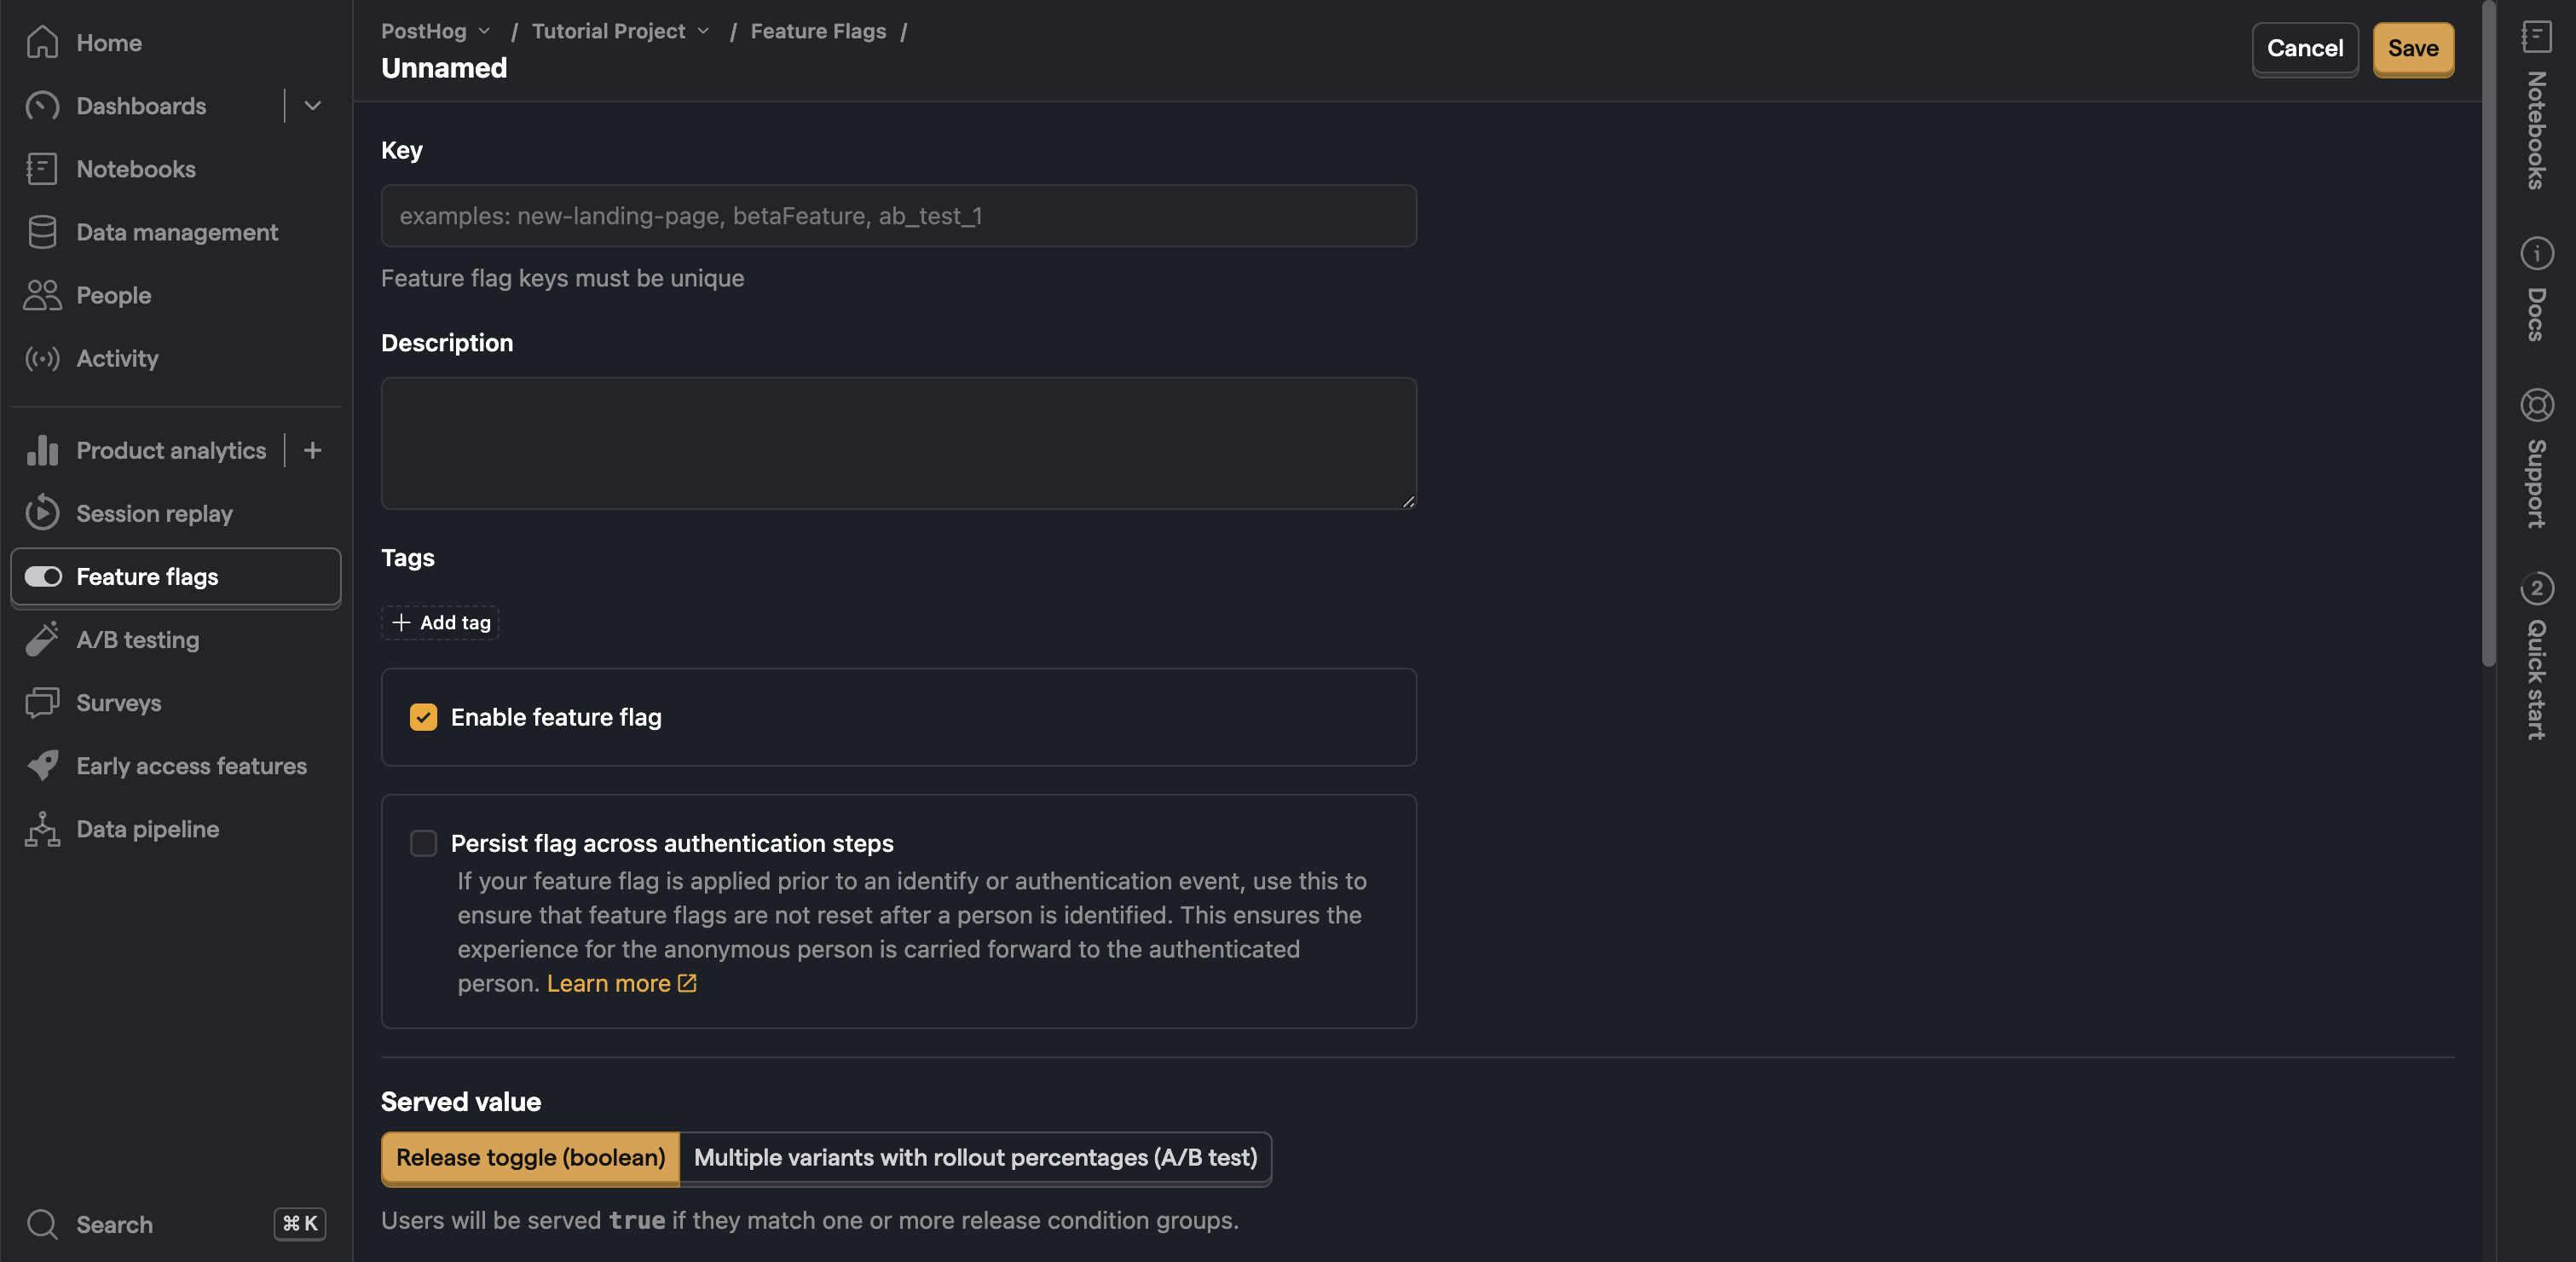 Home
Dashboards
Notebooks
Data management
People
Activity
Product analytics
Session replay
Feature flags
A/B testing
Surveys
Early access features
Data pipeline
Search ⌘ K
PostHog / Tutorial Project / Feature Flags /
Unnamed
Cancel
Save
Key
examples: new-landing-page, betaFeature, ab_test_1
Feature flag keys must be unique
Description
Tags
+ Add tag
Enable feature flag
Persist flag across authentication steps
If your feature flag is applied prior to an identify or authentication event, use this to
ensure that feature flags are not reset after a person is identified. This ensures the
experience for the anonymous person is carried forward to the authenticated
person. Learn more
Served value
Release toggle (boolean)
Multiple variants with rollout percentages (A/B test)
Users will be served true if they match one or more release condition groups.
Notebooks
Docs
Support
2
Quick start